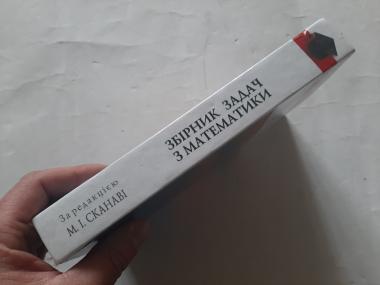 За редакцією
М. І. СКАНАВІ
ЗБІРНИК ЗАДАЧ
З МАТЕМАТИКИ